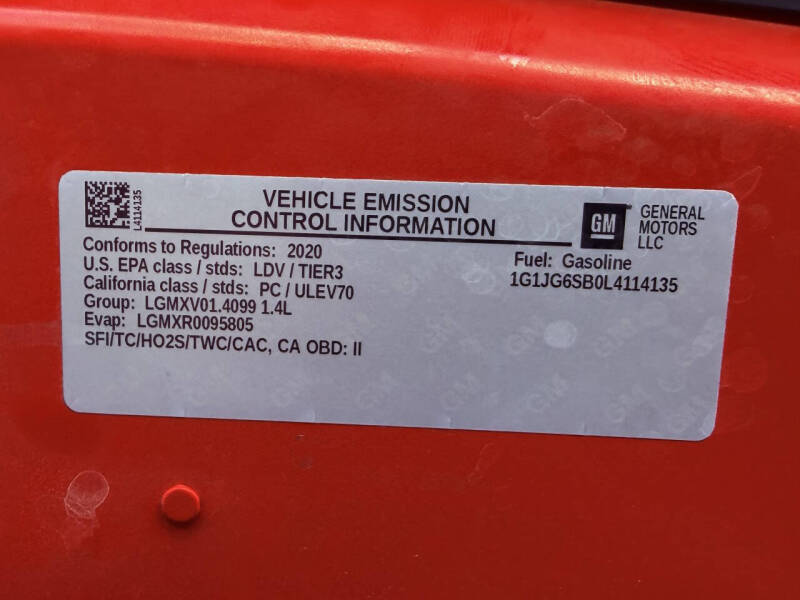 L4114135
VEHICLE EMISSION
CONTROL INFORMATION
GM
GENERAL
MOTORS
LLC
Conforms to Regulations: 2020
U.S. EPA class / stds: LDV / TIER3
California class / stds: PC / ULEV70
Group: LGMXV01.4099 1.4L
Evap: LGMXR0095805
SFI/TC/HO2S/TWC/CAC, CA OBD: II
Fuel: Gasoline
1G1JG6SB0L4114135